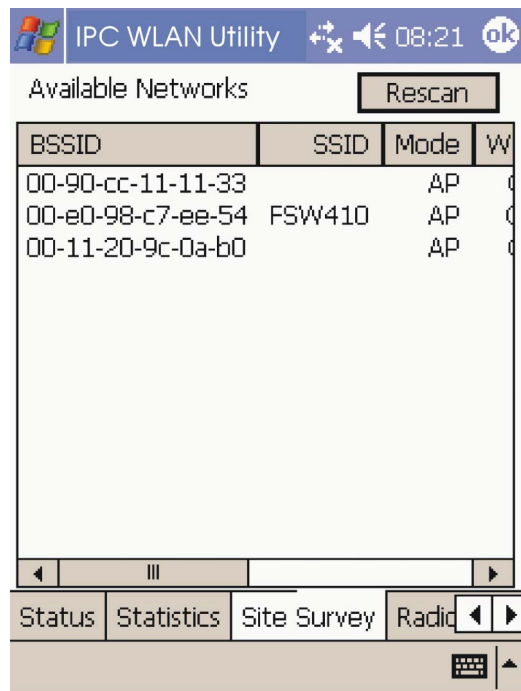 IPC WLAN Utility 08:21 ok
Available Networks Rescan
BSSID SSID Mode W
00-90-cc-11-11-33 AP
00-e0-98-c7-ee-54 FSW410 AP
00-11-20-9c-0a-b0 AP
Status Statistics Site Survey